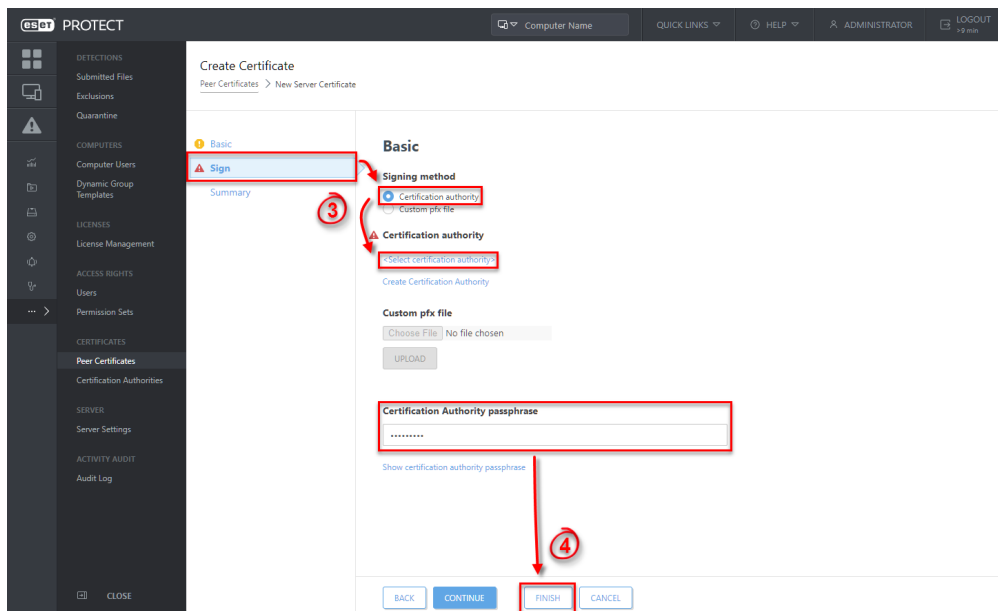 eset PROTECT
Computer Name
QUICK LINKS
HELP
ADMINISTRATOR
LOGOUT
>9 min
DETECTIONS
Submitted Files
Exclusions
Quarantine
COMPUTERS
Computer Users
Dynamic Group
Templates
LICENSES
License Management
ACCESS RIGHTS
Users
Permission Sets
CERTIFICATES
Peer Certificates
Certification Authorities
SERVER
Server Settings
ACTIVITY AUDIT
Audit Log
CLOSE
Create Certificate
Peer Certificates > New Server Certificate
Basic
Sign
Summary
3
Basic
Signing method
Certification authority
Custom pfx file
Certification authority
<Select certification authority>
Create Certification Authority
Custom pfx file
Choose File No file chosen
UPLOAD
Certification Authority passphrase
•••••••••
Show certification authority passphrase
4
BACK
CONTINUE
FINISH
CANCEL